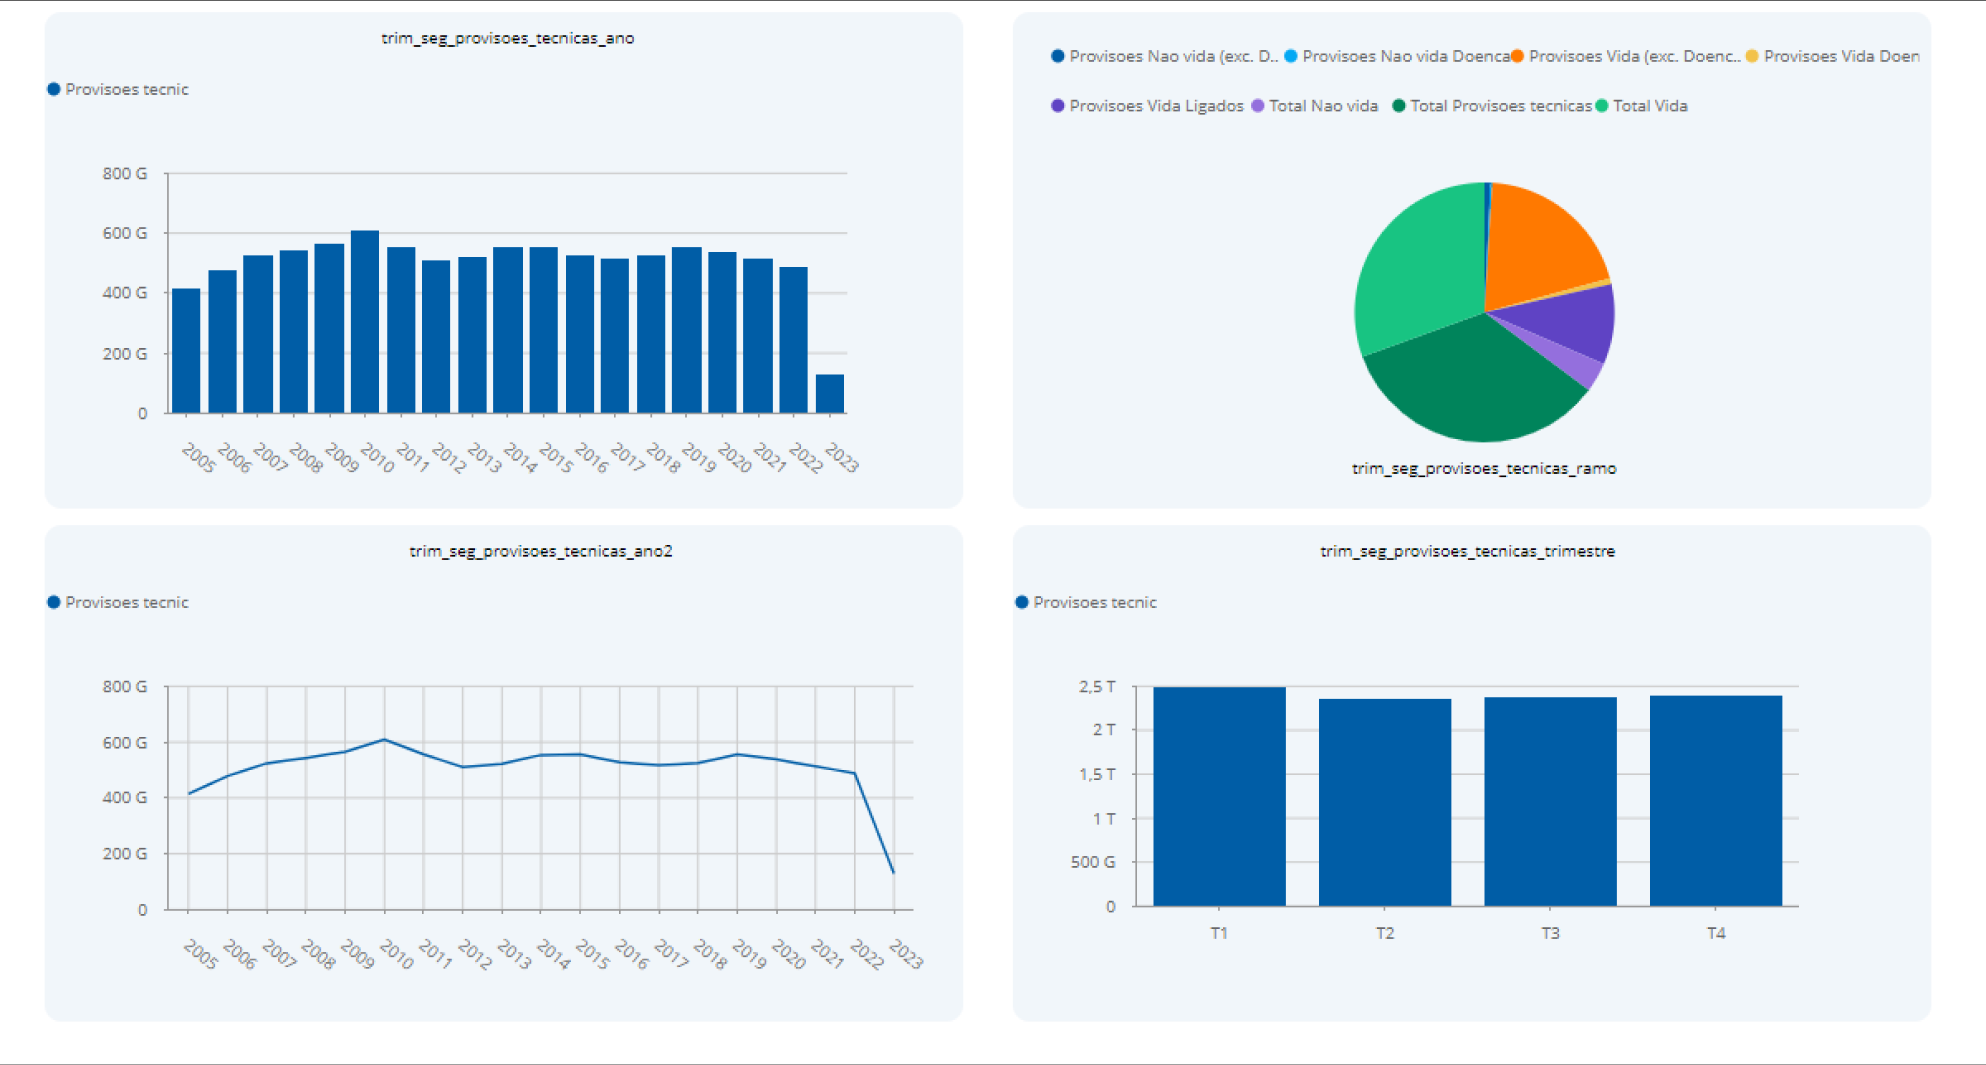 trim_seg_provisoes_tecnicas_ano
Provisoes tecnic
800 G
600 G
400 G
200 G
0
2005 2006 2007 2008 2009 2010 2011 2012 2013 2014 2015 2016 2017 2018 2019 2020 2021 2022 2023
Provisoes Nao vida (exc. D.. Provisoes Nao vida Doenca Provisoes Vida (exc. Doenc.. Provisoes Vida Doen
Provisoes Vida Ligados Total Nao vida Total Provisoes tecnicas Total Vida
trim_seg_provisoes_tecnicas_ramo
trim_seg_provisoes_tecnicas_ano2
Provisoes tecnic
800 G
600 G
400 G
200 G
0
2005 2006 2007 2008 2009 2010 2011 2012 2013 2014 2015 2016 2017 2018 2019 2020 2021 2022 2023
trim_seg_provisoes_tecnicas_trimestre
Provisoes tecnic
2,5 T
2 T
1,5 T
1 T
500 G
0
T1 T2 T3 T4